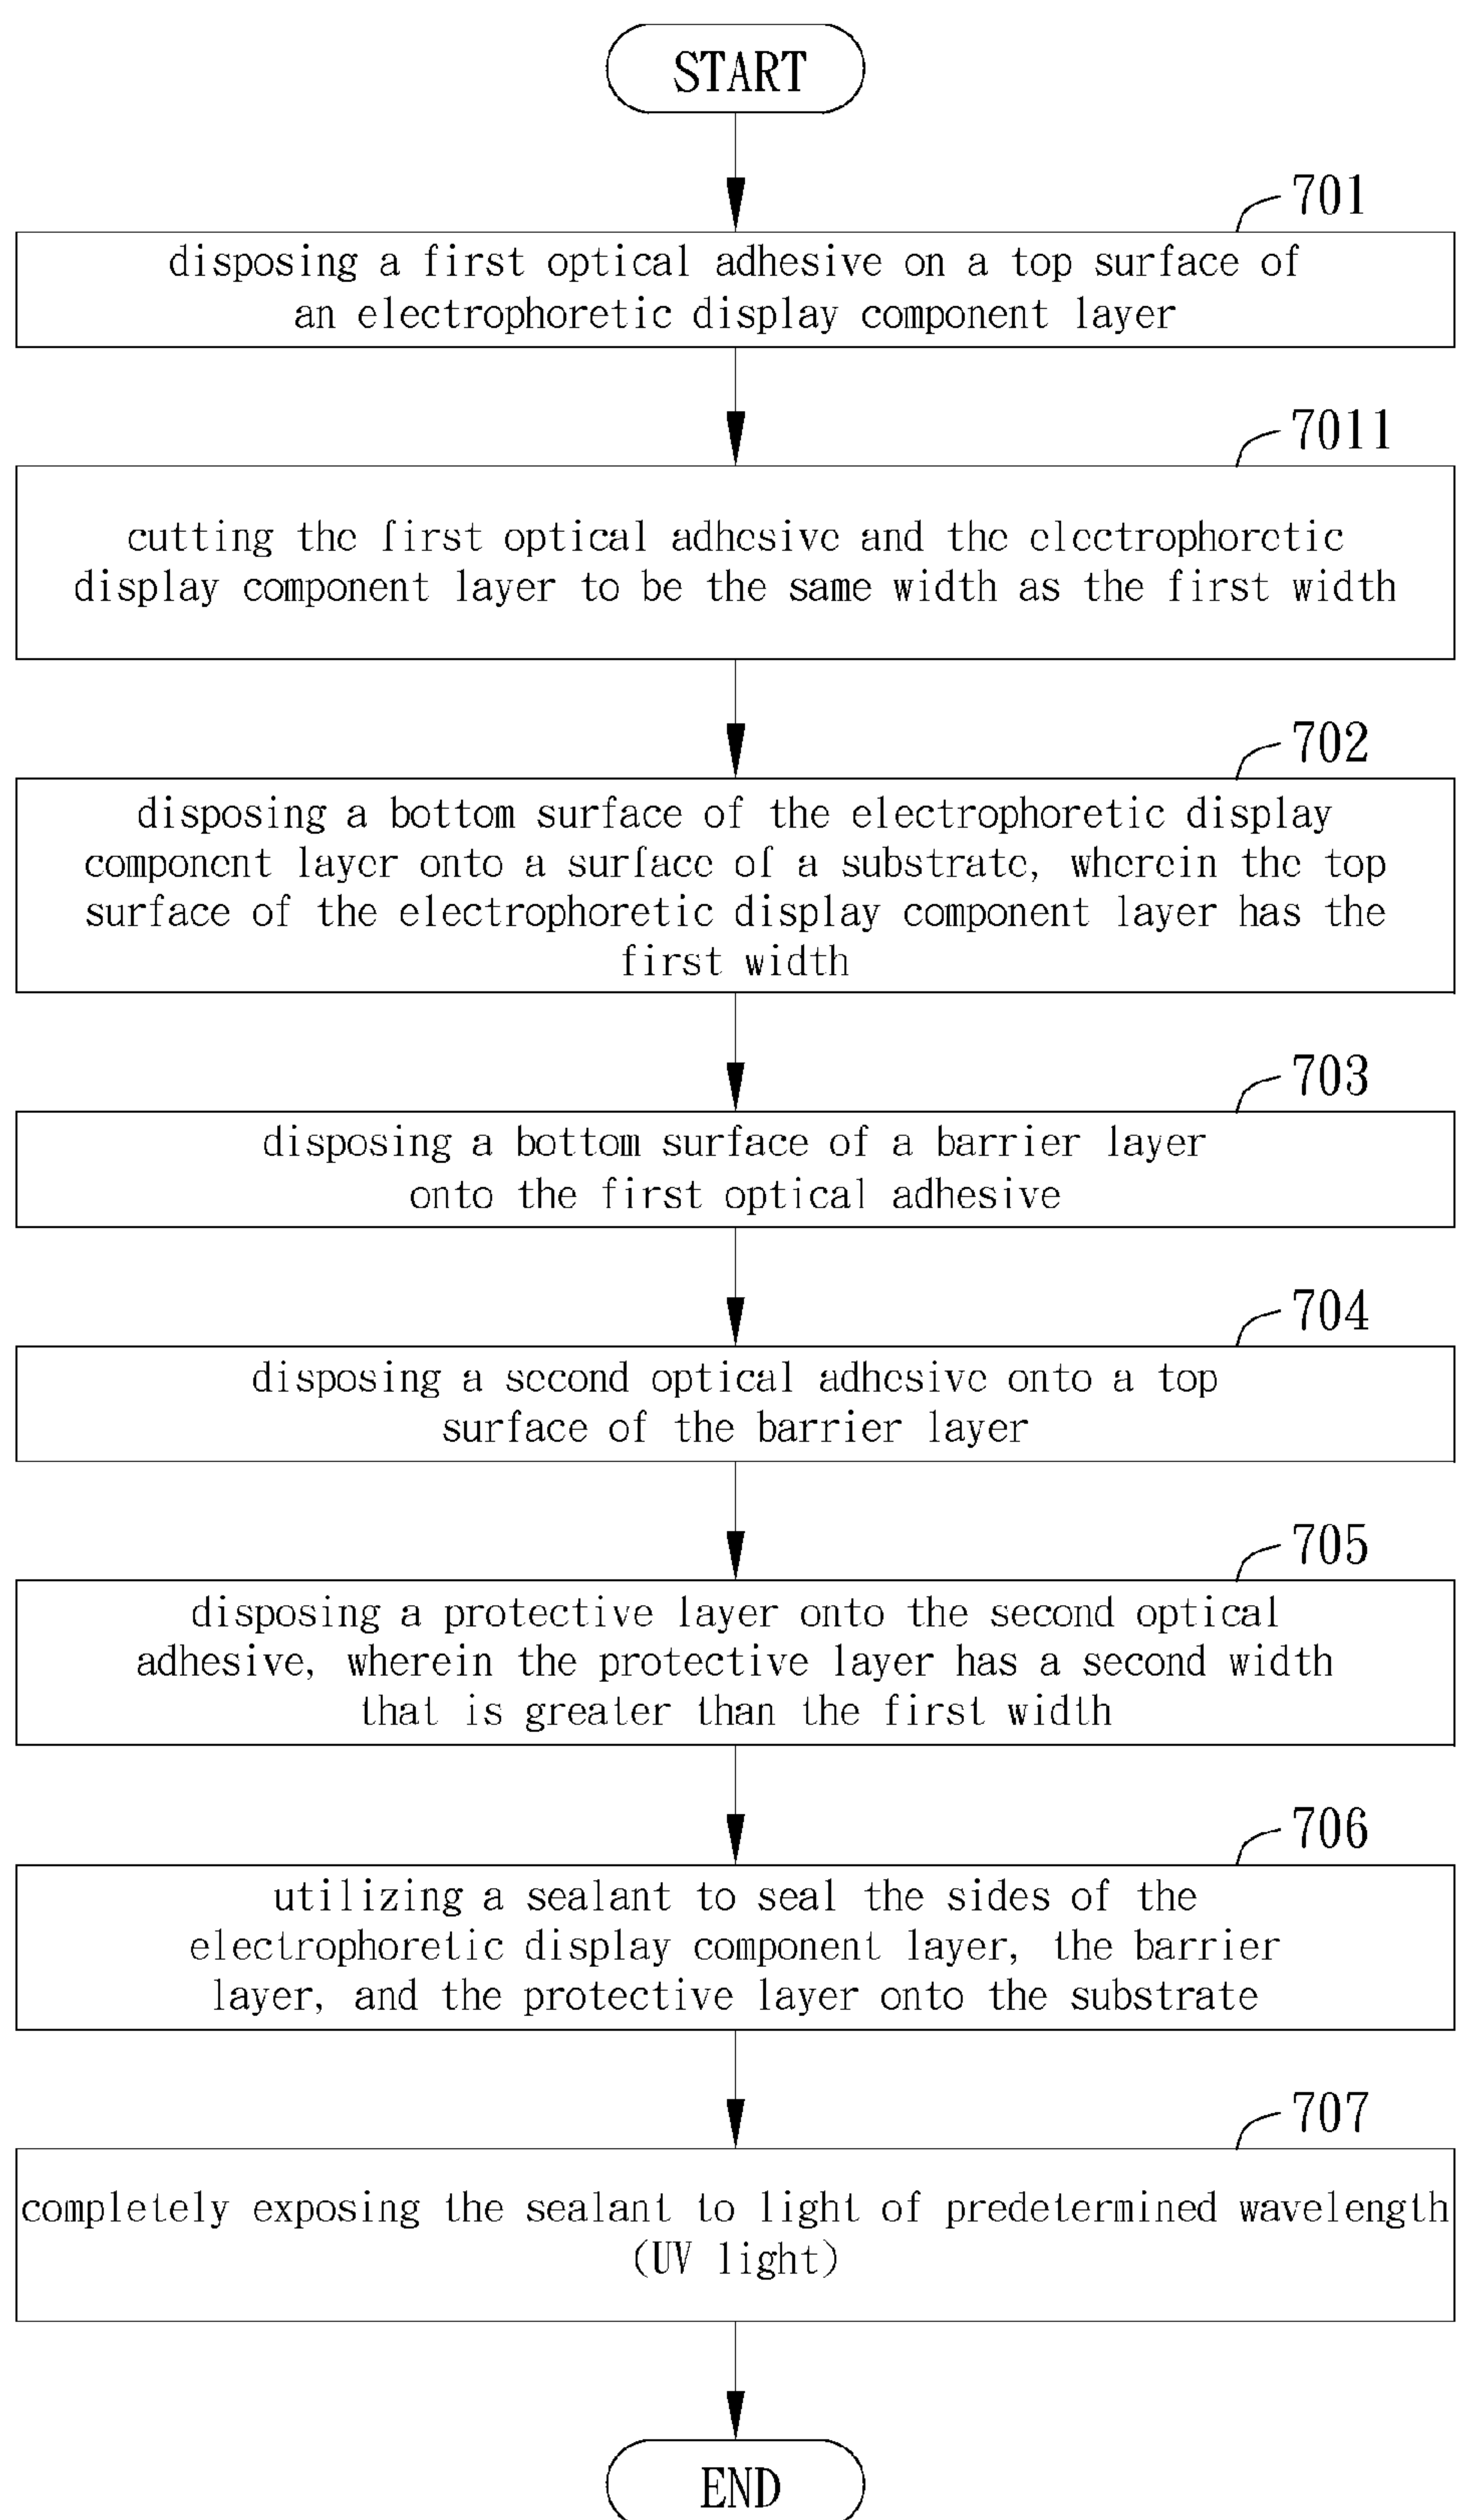 START
701
disposing a first optical adhesive on a top surface of
an electrophoretic display component layer
7011
cutting the first optical adhesive and the electrophoretic
display component layer to be the same width as the first width
702
disposing a bottom surface of the electrophoretic display
component layer onto a surface of a substrate, wherein the top
surface of the electrophoretic display component layer has the
first width
703
disposing a bottom surface of a barrier layer
onto the first optical adhesive
704
disposing a second optical adhesive onto a top
surface of the barrier layer
705
disposing a protective layer onto the second optical
adhesive, wherein the protective layer has a second width
that is greater than the first width
706
utilizing a sealant to seal the sides of the
electrophoretic display component layer, the barrier
layer, and the protective layer onto the substrate
707
completely exposing the sealant to light of predetermined wavelength
(UV light)
END